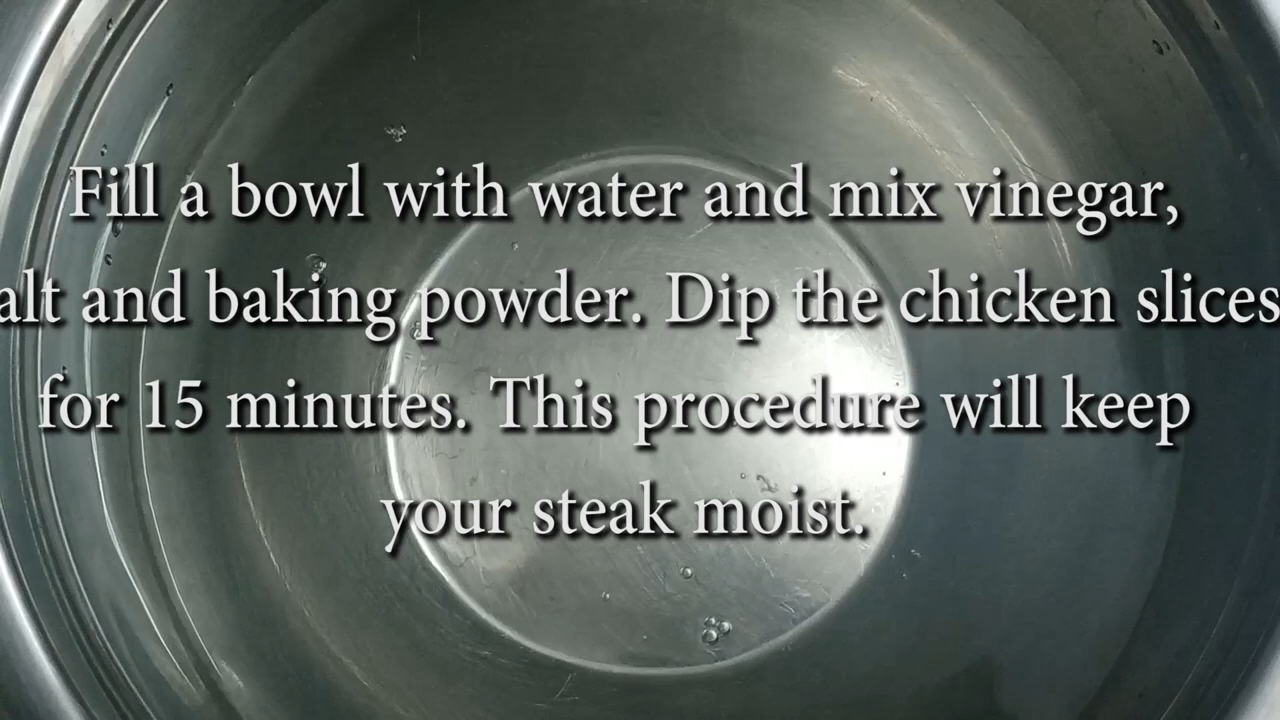 Fill a bowl with water and mix vinegar,
alt and baking powder. Dip the chicken slices
for 15 minutes. This procedure will keep
your steak moist.